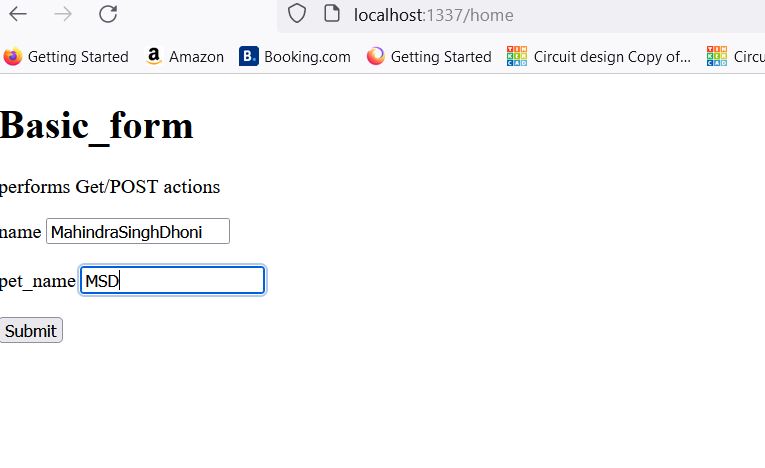 localhost:1337/home
Getting Started Amazon Booking.com Getting Started Circuit design Copy of... Circu
Basic_form
performs Get/POST actions
name MahindraSinghDhoni
pet_name MSD
Submit